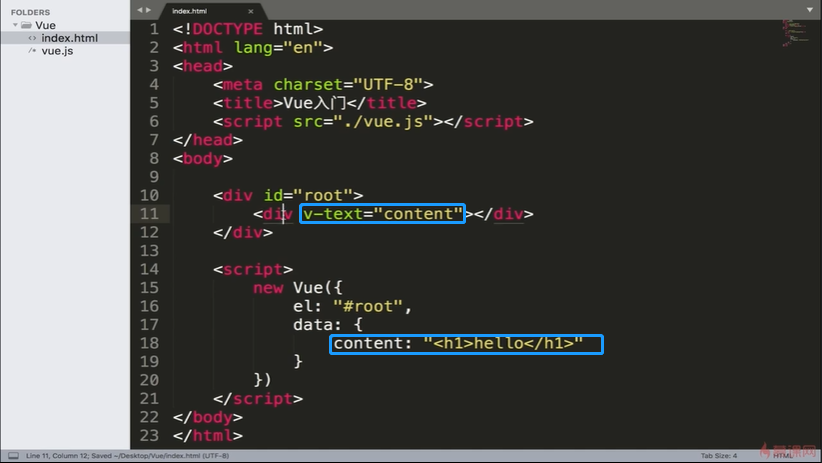 FOLDERS
Vue
index.html
vue.js
index.html
1 <!DOCTYPE html>
2 <html lang="en">
3 <head>
4 <meta charset="UTF-8">
5 <title>Vue入门</title>
6 <script src="./vue.js"></script>
7 </head>
8 <body>
9
10 <div id="root">
11 <div v-text="content"></div>
12 </div>
13
14 <script>
15 new Vue({
16 el: "#root",
17 data: {
18 content: "<h1>hello</h1>"
19 }
20 })
21 </script>
22 </body>
23 </html>
Line 11, Column 12; Saved ~/Desktop/Vue/index.html (UTF-8)
Tab Size: 4
HTML
慕课网